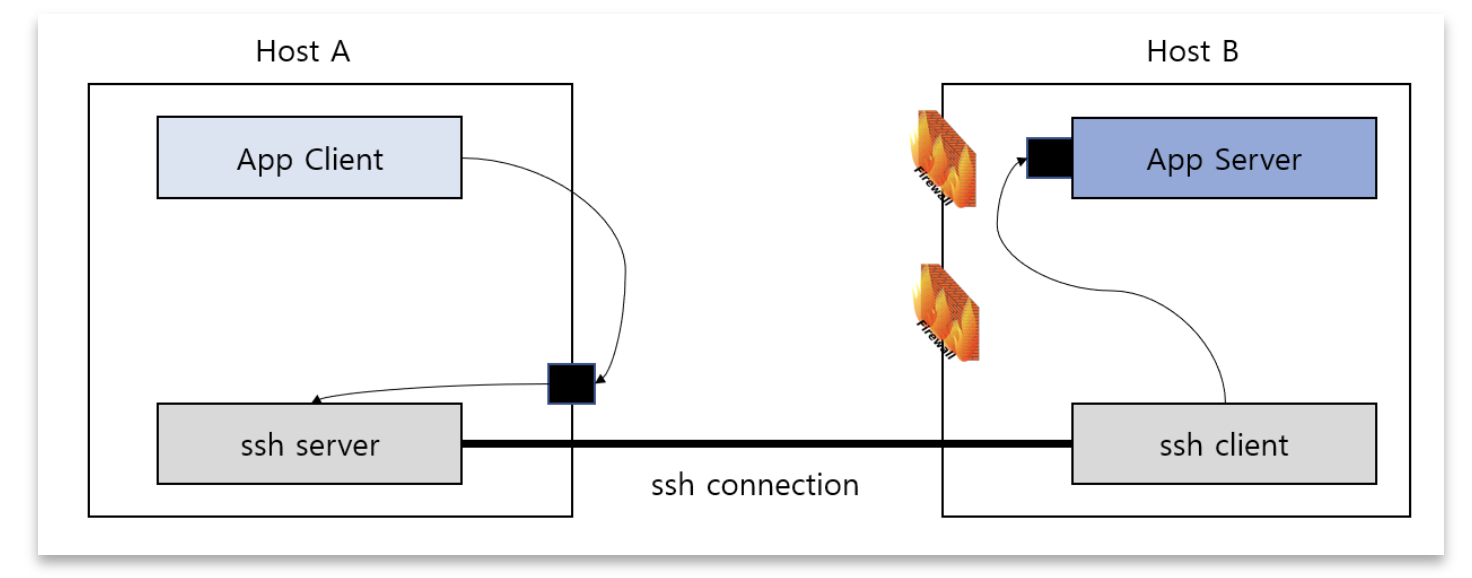 Host A
Host B
App Client
Firewall
App Server
Firewall
ssh server
ssh client
ssh connection